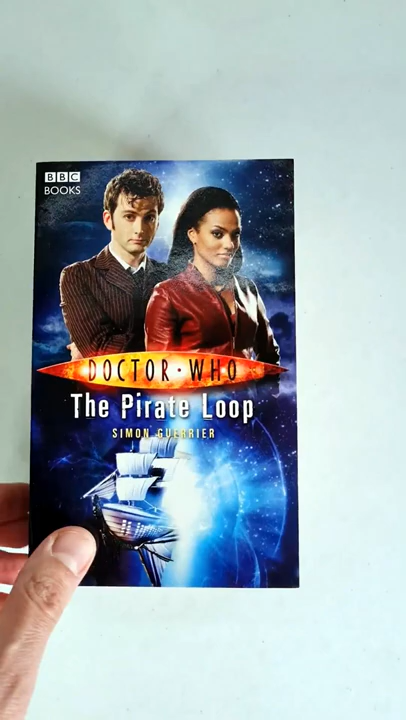 BBC
BOOKS
DOCTOR · WHO
The Pirate Loop
SIMON GUERRIER